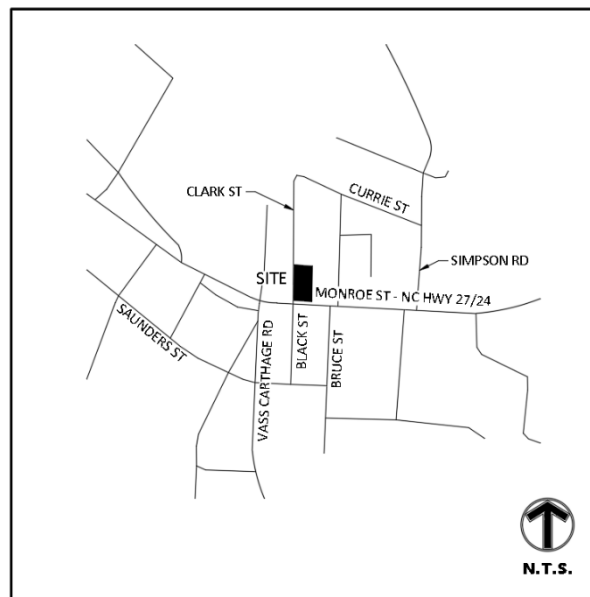 CLARK ST
CURRIE ST
SITE
SIMPSON RD
MONROE ST - NC HWY 27/24
SAUNDERS ST
VASS CARTHAGE RD
BLACK ST
BRUCE ST
N.T.S.